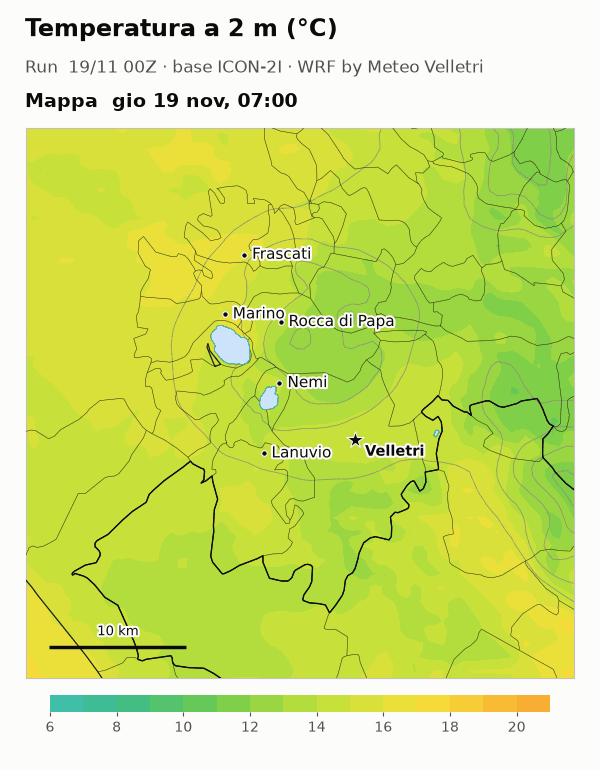 Temperatura a 2 m (°C)
Run 19/11 00Z · base ICON-2I · WRF by Meteo Velletri
Mappa gio 19 nov, 07:00
Frascati
Marino
Rocca di Papa
Nemi
Velletri
Lanuvio
10 km
6 8 10 12 14 16 18 20